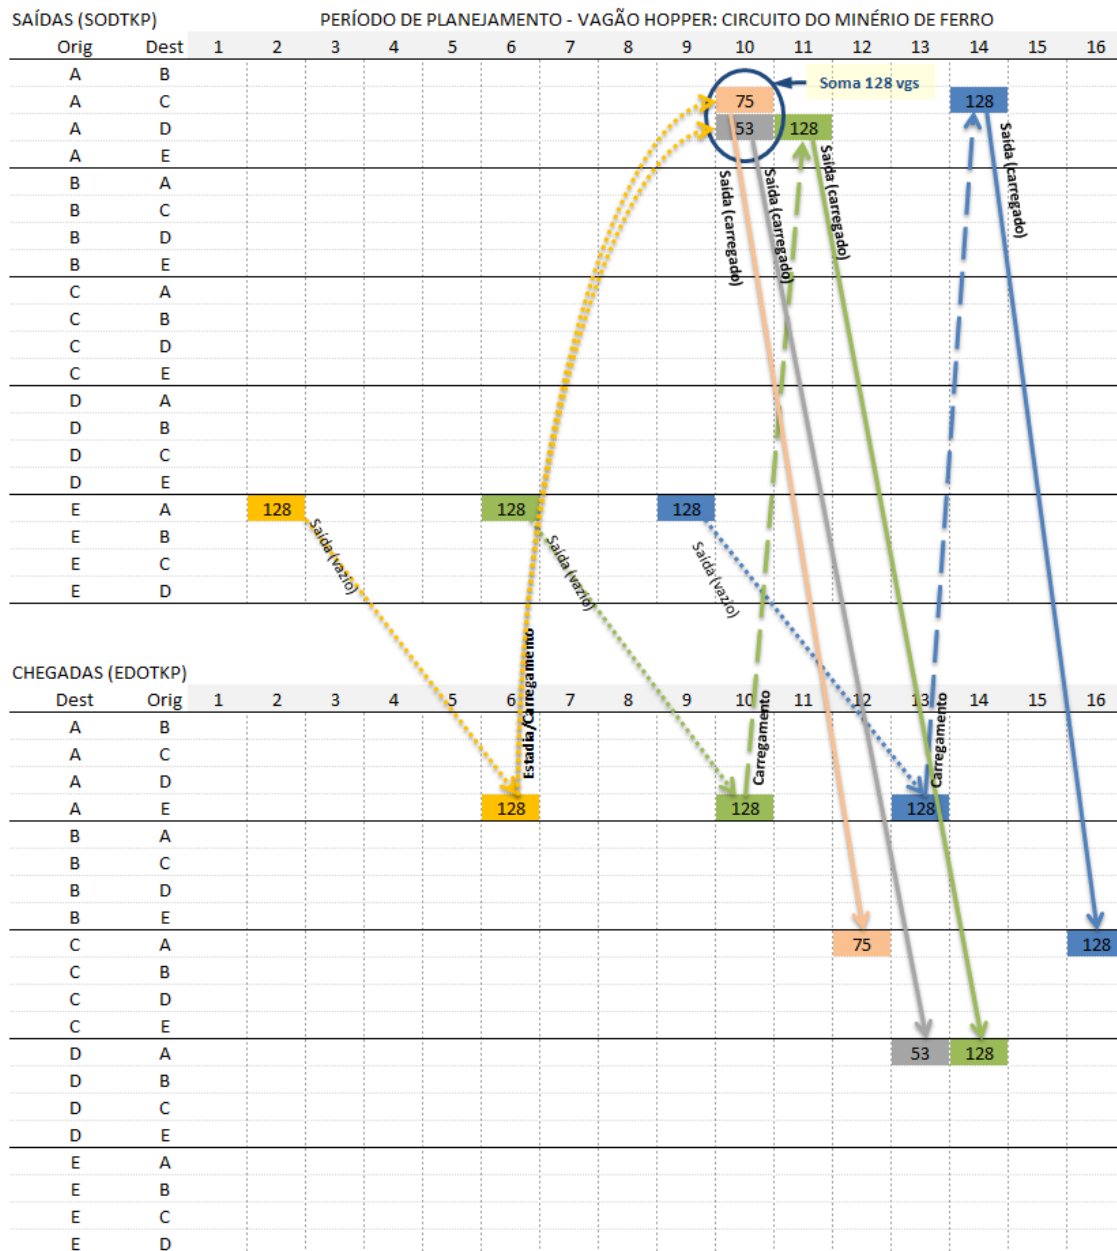 SAÍDAS (SODTKP) PERÍODO DE PLANEJAMENTO - VAGÃO HOPPER: CIRCUITO DO MINÉRIO DE FERRO
Orig Dest 1 2 3 4 5 6 7 8 9 10 11 12 13 14 15 16
A B
Soma 128 vgs
A C 75 128
A D 53 128
A E
Saída (carregado)
Saída (carregado)
Saída (carregado)
Saída (carregado)
B A
B C
B D
B E
C A
C B
C D
C E
D A
D B
D C
D E
E A 128 128 128
E B
E C
E D
Saída (vazio)
Saída (vazio)
Saída (vazio)
CHEGADAS (EDOTKP)
Dest Orig 1 2 3 4 5 6 7 8 9 10 11 12 13 14 15 16
Estadia/Carregamento
Carregamento
Carregamento
A B
A C
A D
A E 128 128 128
B A
B C
B D
B E
C A 75 128
C B
C D
C E
D A 53 128
D B
D C
D E
E A
E B
E C
E D